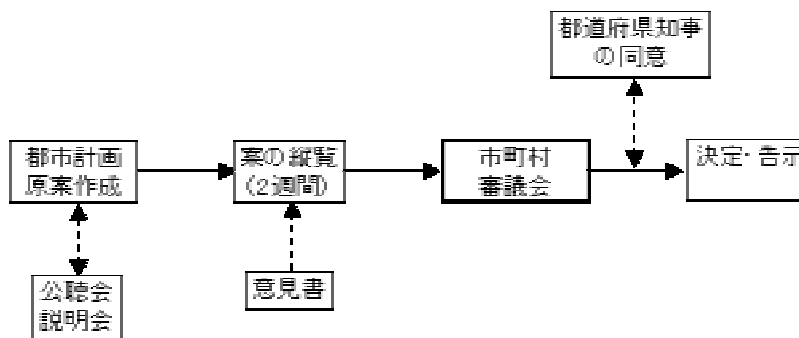 都道府県知事
の同意
都市計画
原案作成
案の縦覧
(2週間)
市町村
審議会
決定・告示
公聴会
説明会
意見書